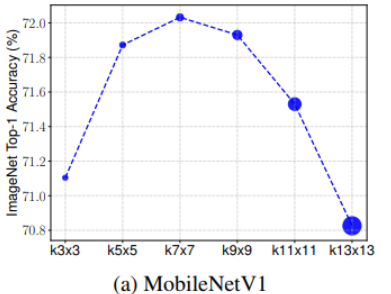 ImageNet Top-1 Accuracy (%)
72.0
71.8
71.6
71.4
71.2
71.0
70.8
k3x3 k5x5 k7x7 k9x9 k11x11 k13x13
(a) MobileNetV1